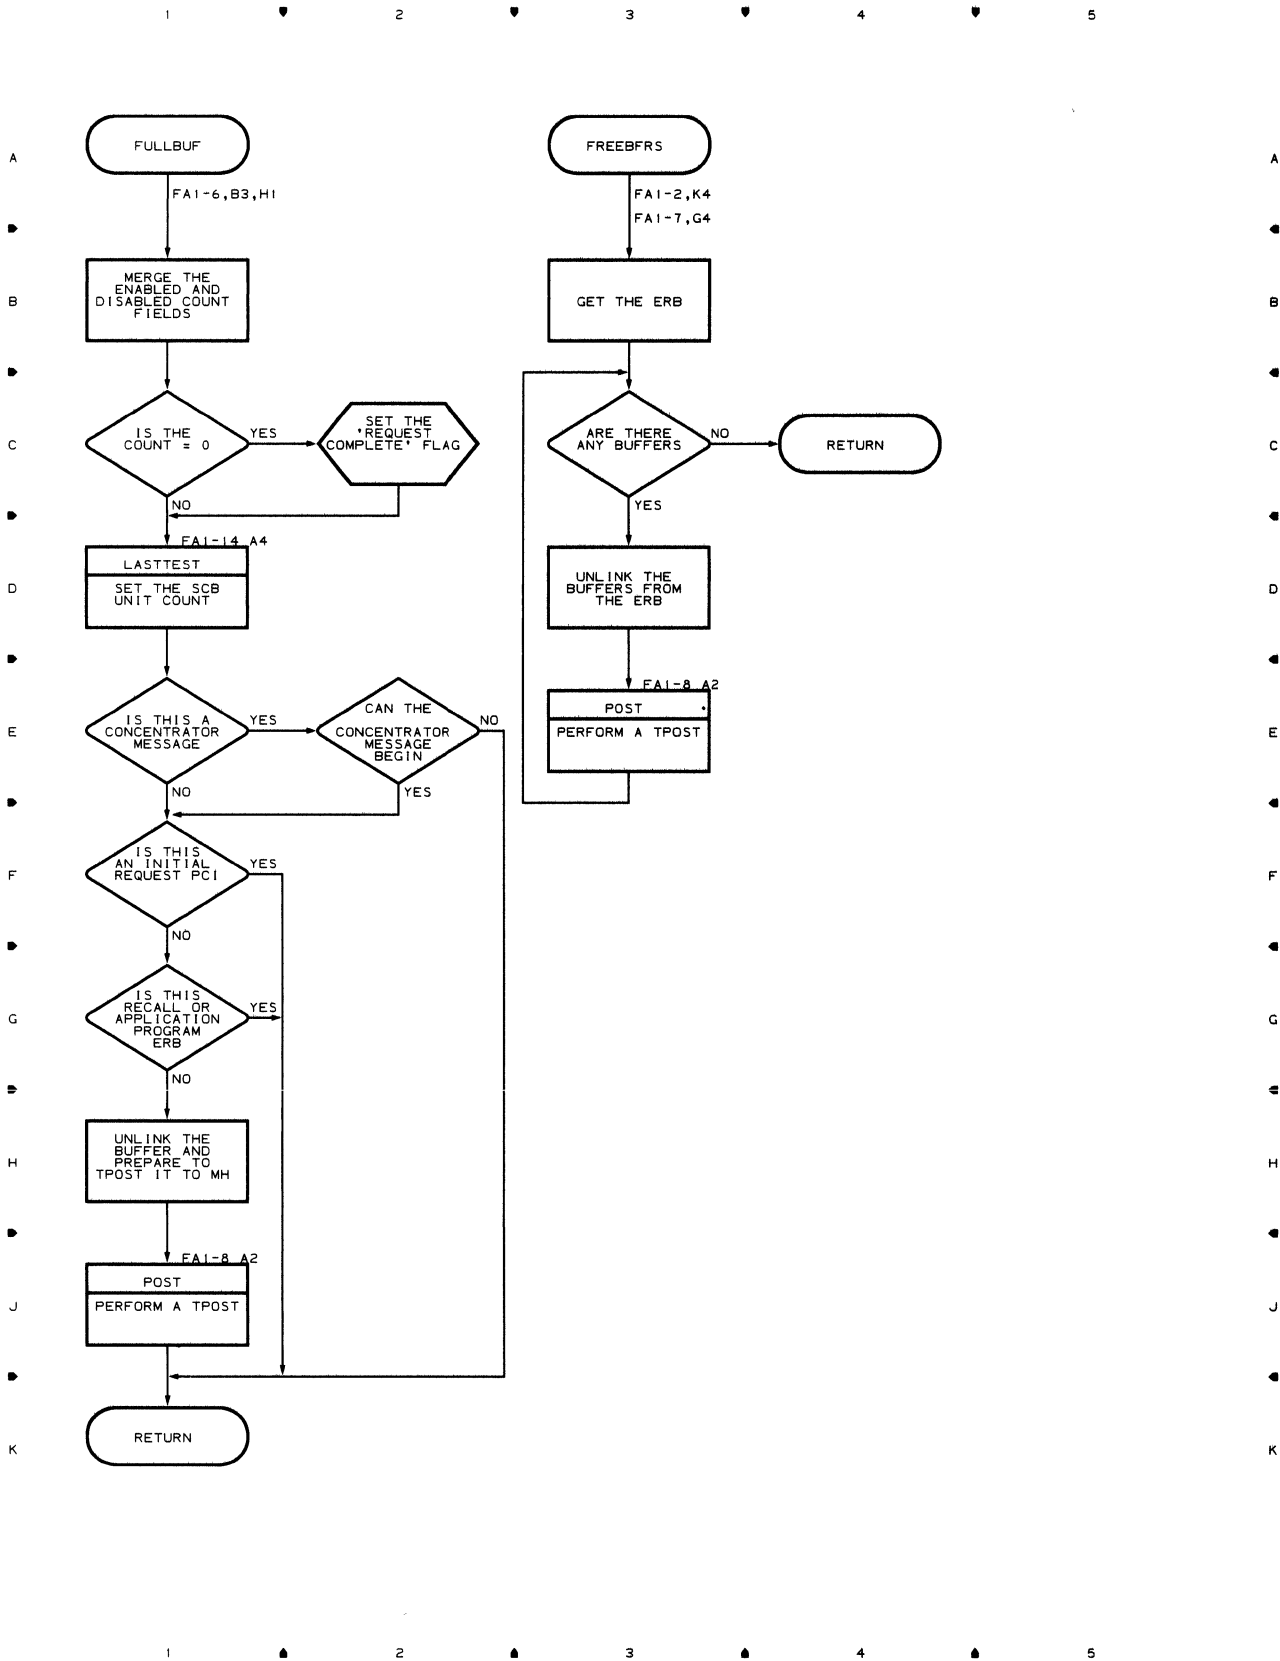 1 2 3 4 5
A A
FULLBUF
FA1-6,B3,H1
B B
MERGE THE
ENABLED AND
DISABLED COUNT
FIELDS
C C
IS THE
COUNT = 0
YES
NO
SET THE
'REQUEST
COMPLETE' FLAG
FA1-14 A4
D D
LASTTEST
SET THE SCB
UNIT COUNT
E E
IS THIS A
CONCENTRATOR
MESSAGE
YES
NO
CAN THE
CONCENTRATOR
MESSAGE
BEGIN
NO
YES
F F
IS THIS
AN INITIAL
REQUEST PCI
YES
NO
G G
IS THIS
RECALL OR
APPLICATION
PROGRAM
ERB
YES
NO
H H
UNLINK THE
BUFFER AND
PREPARE TO
TPOST IT TO MH
FA1-8 A2
J J
POST
PERFORM A TPOST
K K
RETURN
FREEBFRS
FA1-2,K4
FA1-7,G4
GET THE ERB
ARE THERE
ANY BUFFERS
NO
RETURN
YES
UNLINK THE
BUFFERS FROM
THE ERB
FA1-8 A2
POST
PERFORM A TPOST
1 2 3 4 5